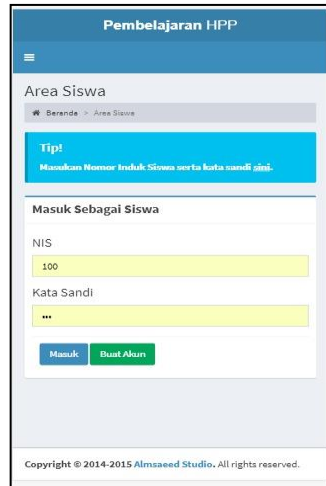 Pembelajaran HPP
Area Siswa
Beranda > Area Siswa
Tip!
Masukan Nomor Induk Siswa serta kata sandi sini.
Masuk Sebagai Siswa
NIS
100
Kata Sandi
•••
Masuk Buat Akun
Copyright © 2014-2015 Almsaeed Studio. All rights reserved.